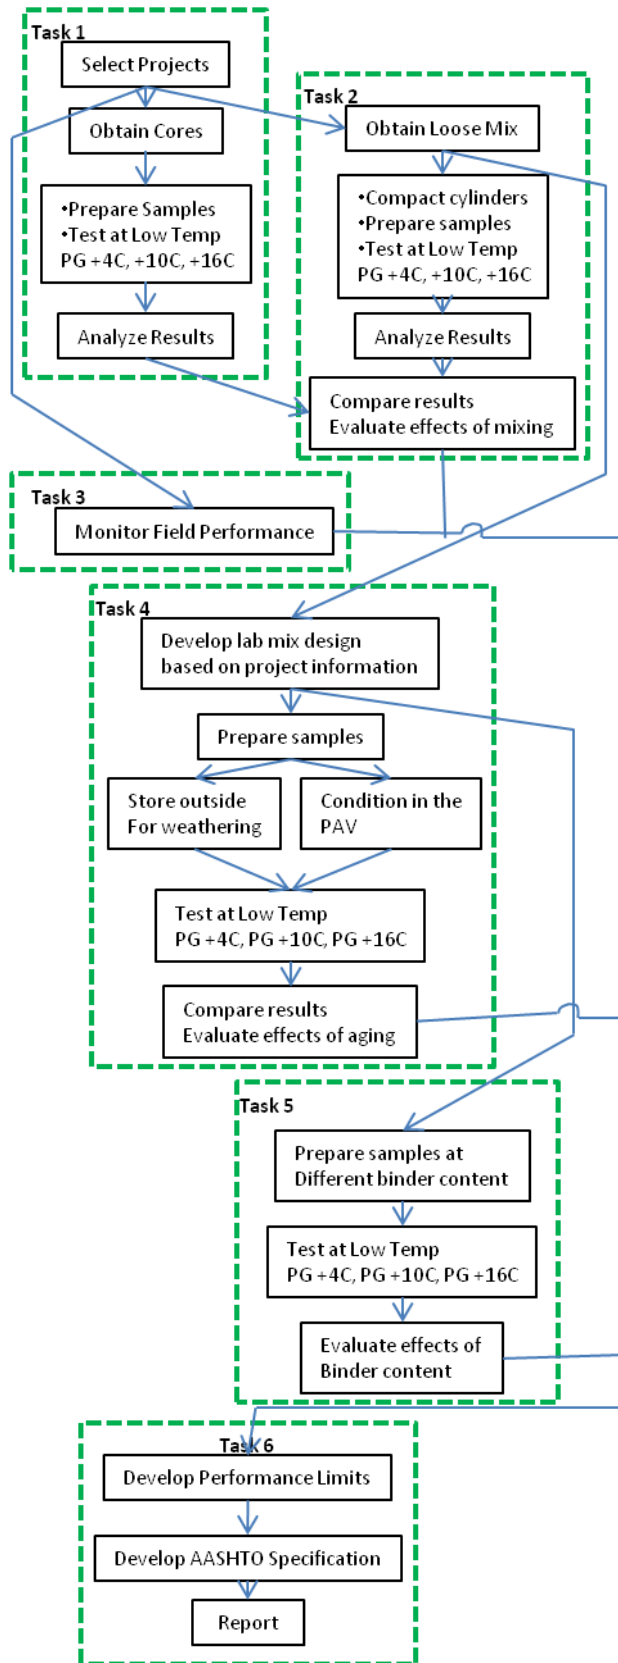 Task 1
Select Projects
Obtain Cores
•Prepare Samples
•Test at Low Temp
PG +4C, +10C, +16C
Analyze Results
Task 2
Obtain Loose Mix
•Compact cylinders
•Prepare samples
•Test at Low Temp
PG +4C, +10C, +16C
Analyze Results
Compare results
Evaluate effects of mixing
Task 3
Monitor Field Performance
Task 4
Develop lab mix design
based on project information
Prepare samples
Store outside
For weathering
Condition in the
PAV
Test at Low Temp
PG +4C, PG +10C, PG +16C
Compare results
Evaluate effects of aging
Task 5
Prepare samples at
Different binder content
Test at Low Temp
PG +4C, PG +10C, PG +16C
Evaluate effects of
Binder content
Task 6
Develop Performance Limits
Develop AASHTO Specification
Report